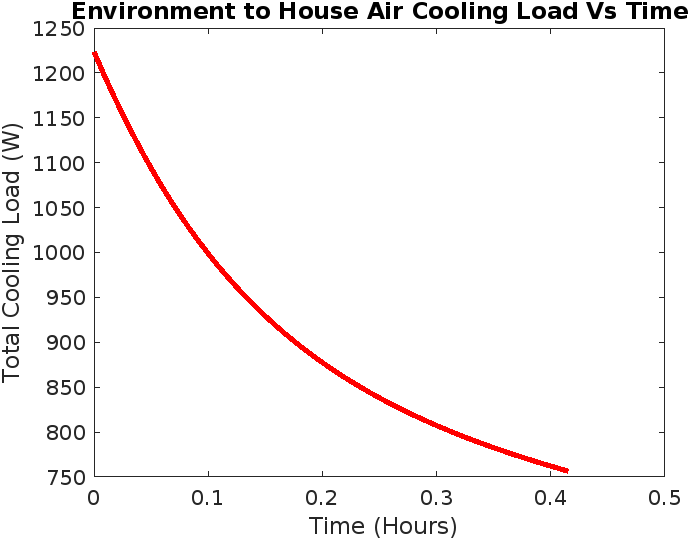 Environment to House Air Cooling Load Vs Time
Total Cooling Load (W)
1250
1200
1150
1100
1050
1000
950
900
850
800
750
0 0.1 0.2 0.3 0.4 0.5
Time (Hours)